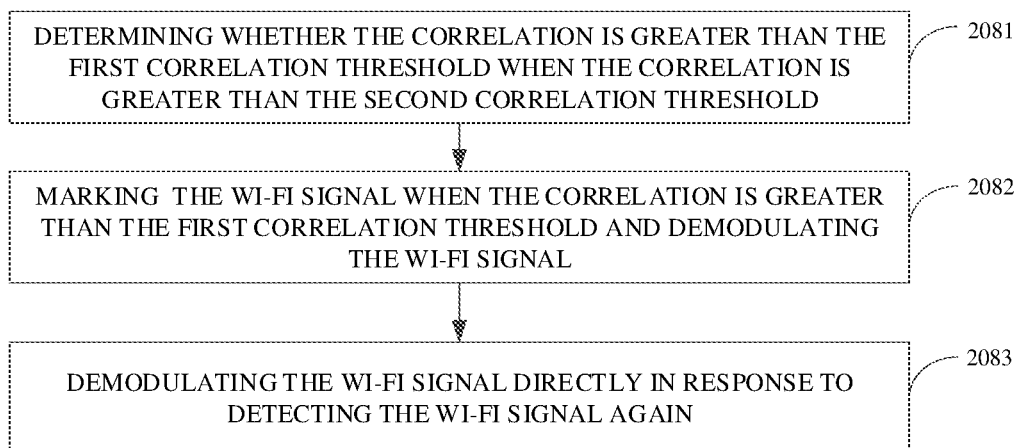 DETERMINING WHETHER THE CORRELATION IS GREATER THAN THE
FIRST CORRELATION THRESHOLD WHEN THE CORRELATION IS
GREATER THAN THE SECOND CORRELATION THRESHOLD
2081
MARKING THE WI-FI SIGNAL WHEN THE CORRELATION IS GREATER
THAN THE FIRST CORRELATION THRESHOLD AND DEMODULATING
THE WI-FI SIGNAL
2082
DEMODULATING THE WI-FI SIGNAL DIRECTLY IN RESPONSE TO
DETECTING THE WI-FI SIGNAL AGAIN
2083